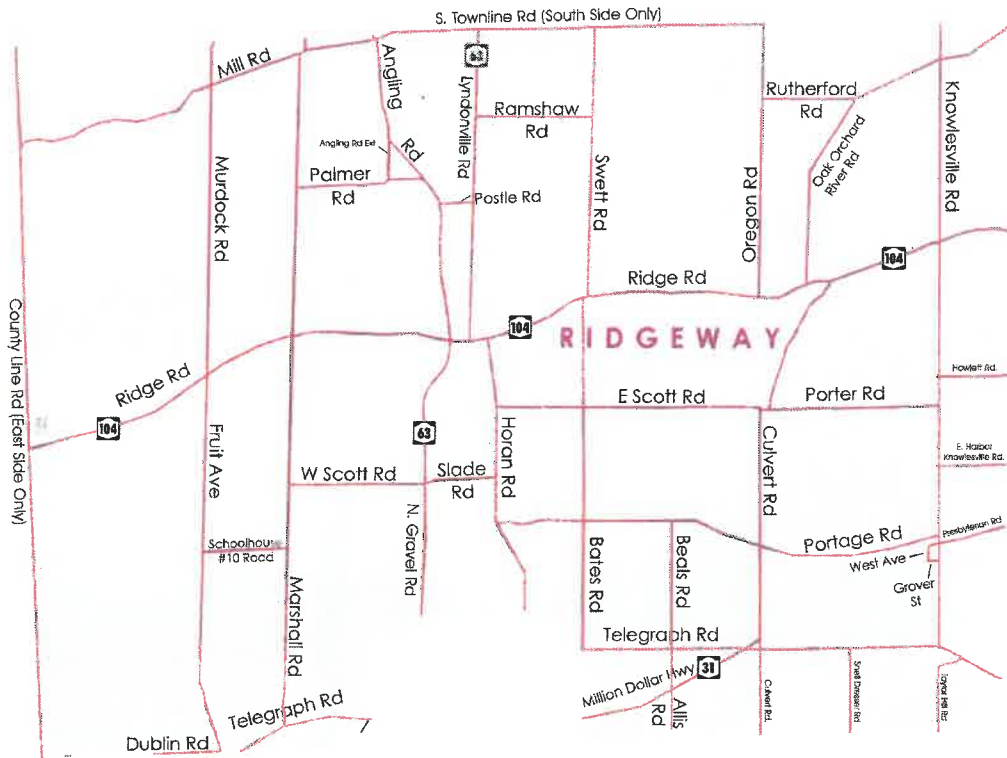 S. Townline Rd (South Side Only)
Mill Rd
Angling
Rd
63
Lyndonville Rd
Ramshaw
Rd
Rutherford
Rd
Knowlesville Rd
Angling Rd Ext
Palmer
Rd
Murdock Rd
Postle Rd
Swett Rd
Oregon Rd
Oak Orchard
River Rd
104
Ridge Rd
104
RIDGEWAY
County Line Rd (East Side Only)
Ridge Rd
104
Howlett Rd.
E Scott Rd
Porter Rd
Fruit Ave
63
Horan Rd
Culvert Rd
E. Harbor
Knowlesville Rd.
W Scott Rd
Slade
Rd
N. Gravel Rd
Schoolhou
#10 Road
Marshall Rd
Bates Rd
Beals Rd
Portage Rd
Presbyterian Rd
West Ave
Grover
St
Telegraph Rd
Million Dollar Hwy
31
Allis
Rd
Culvert Rd.
Taylor Hill Rd
Telegraph Rd
Dublin Rd